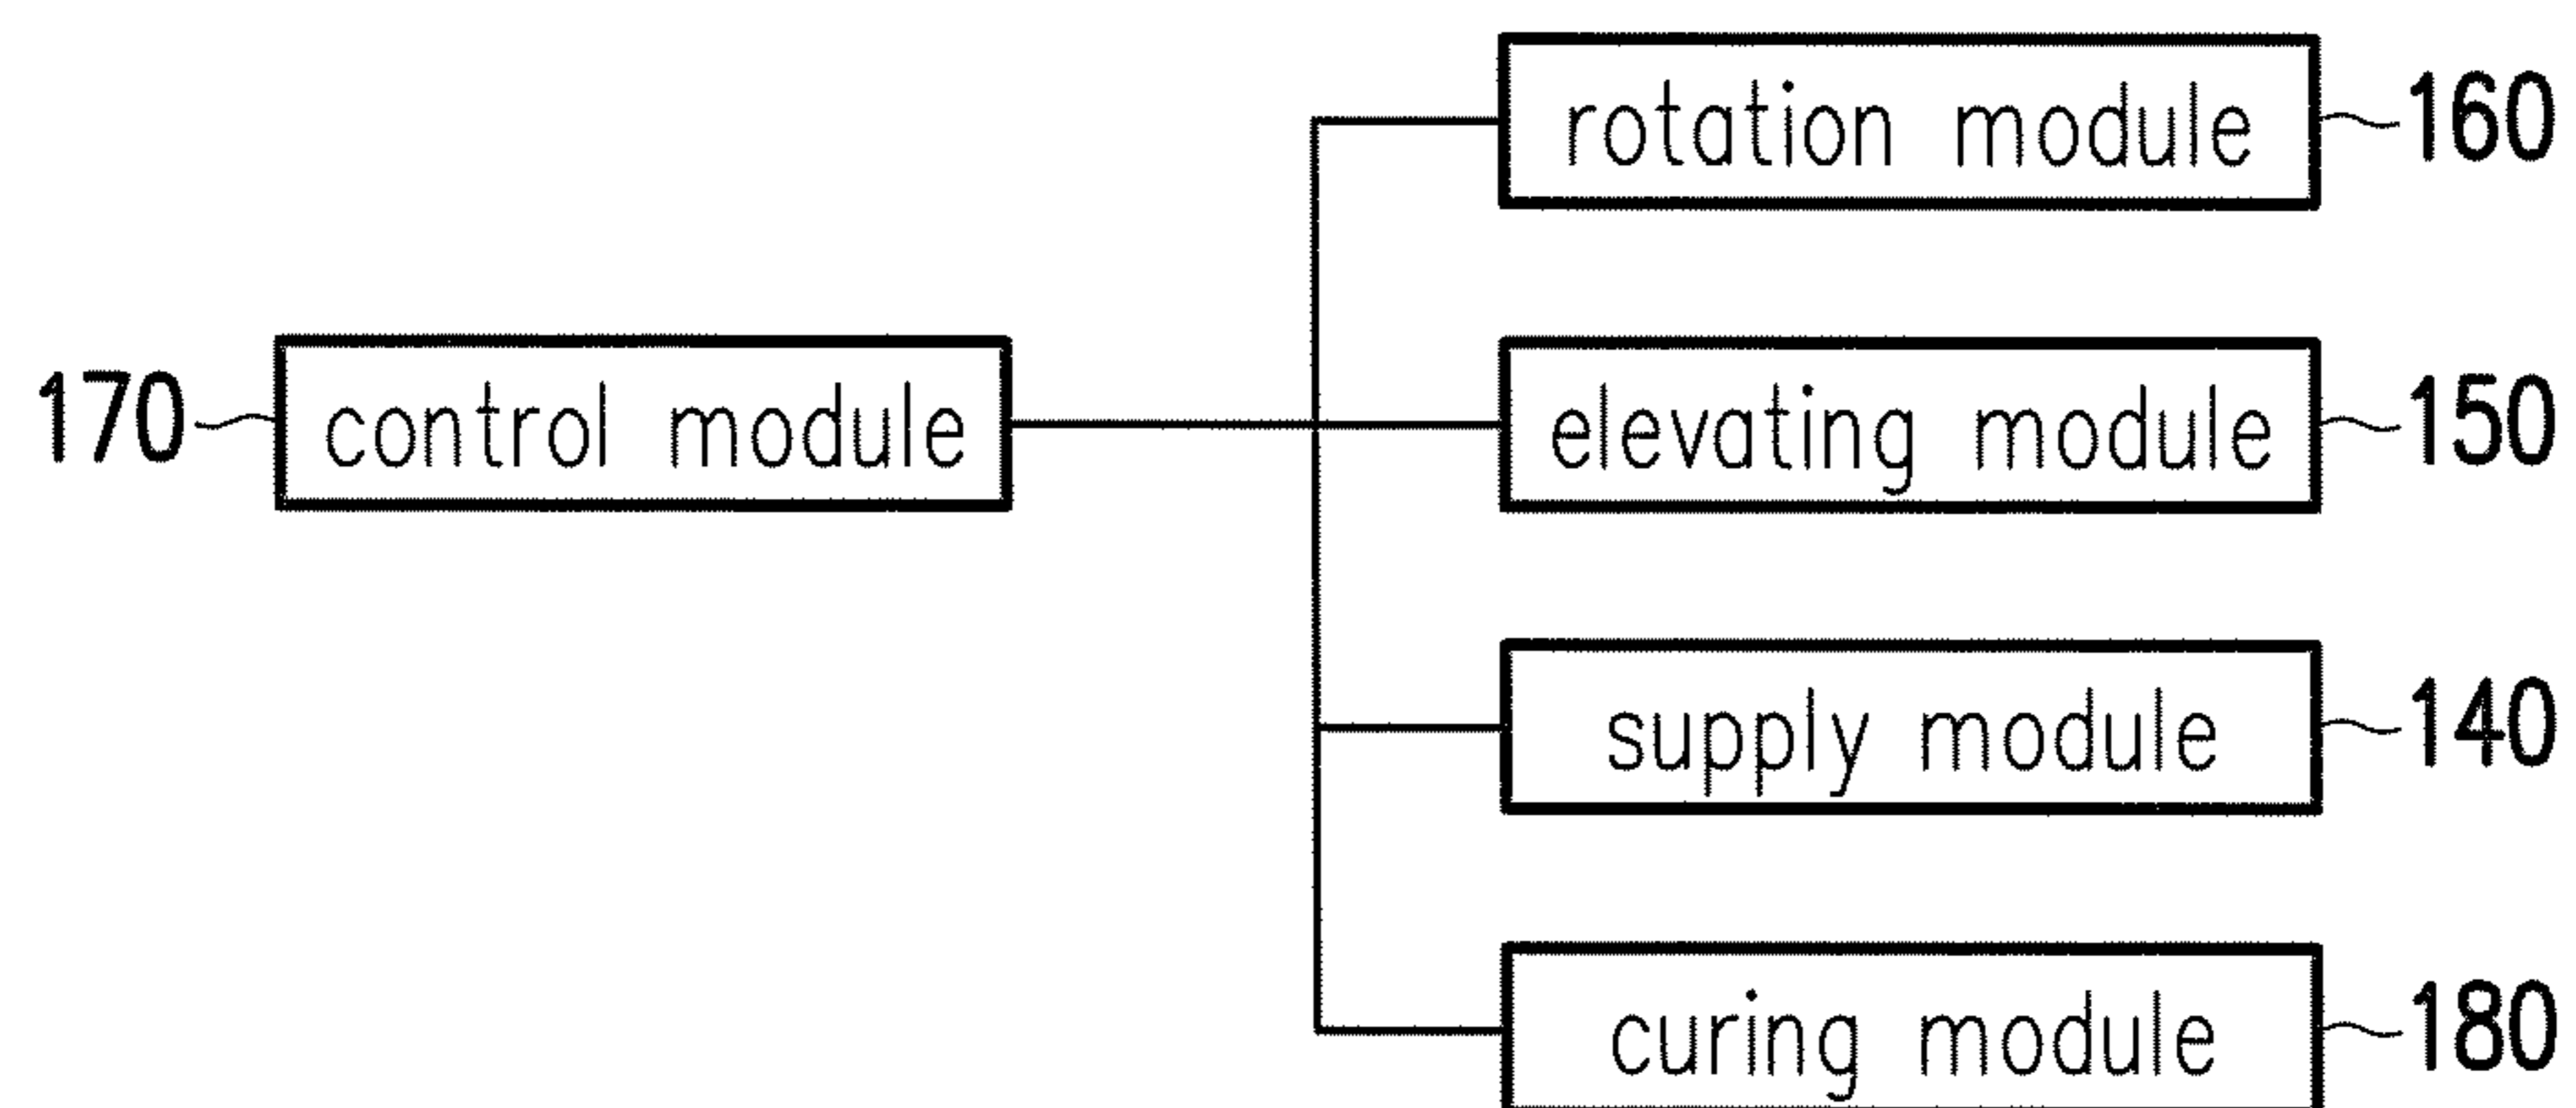 rotation module 160
170 control module
elevating module 150
supply module 140
curing module 180